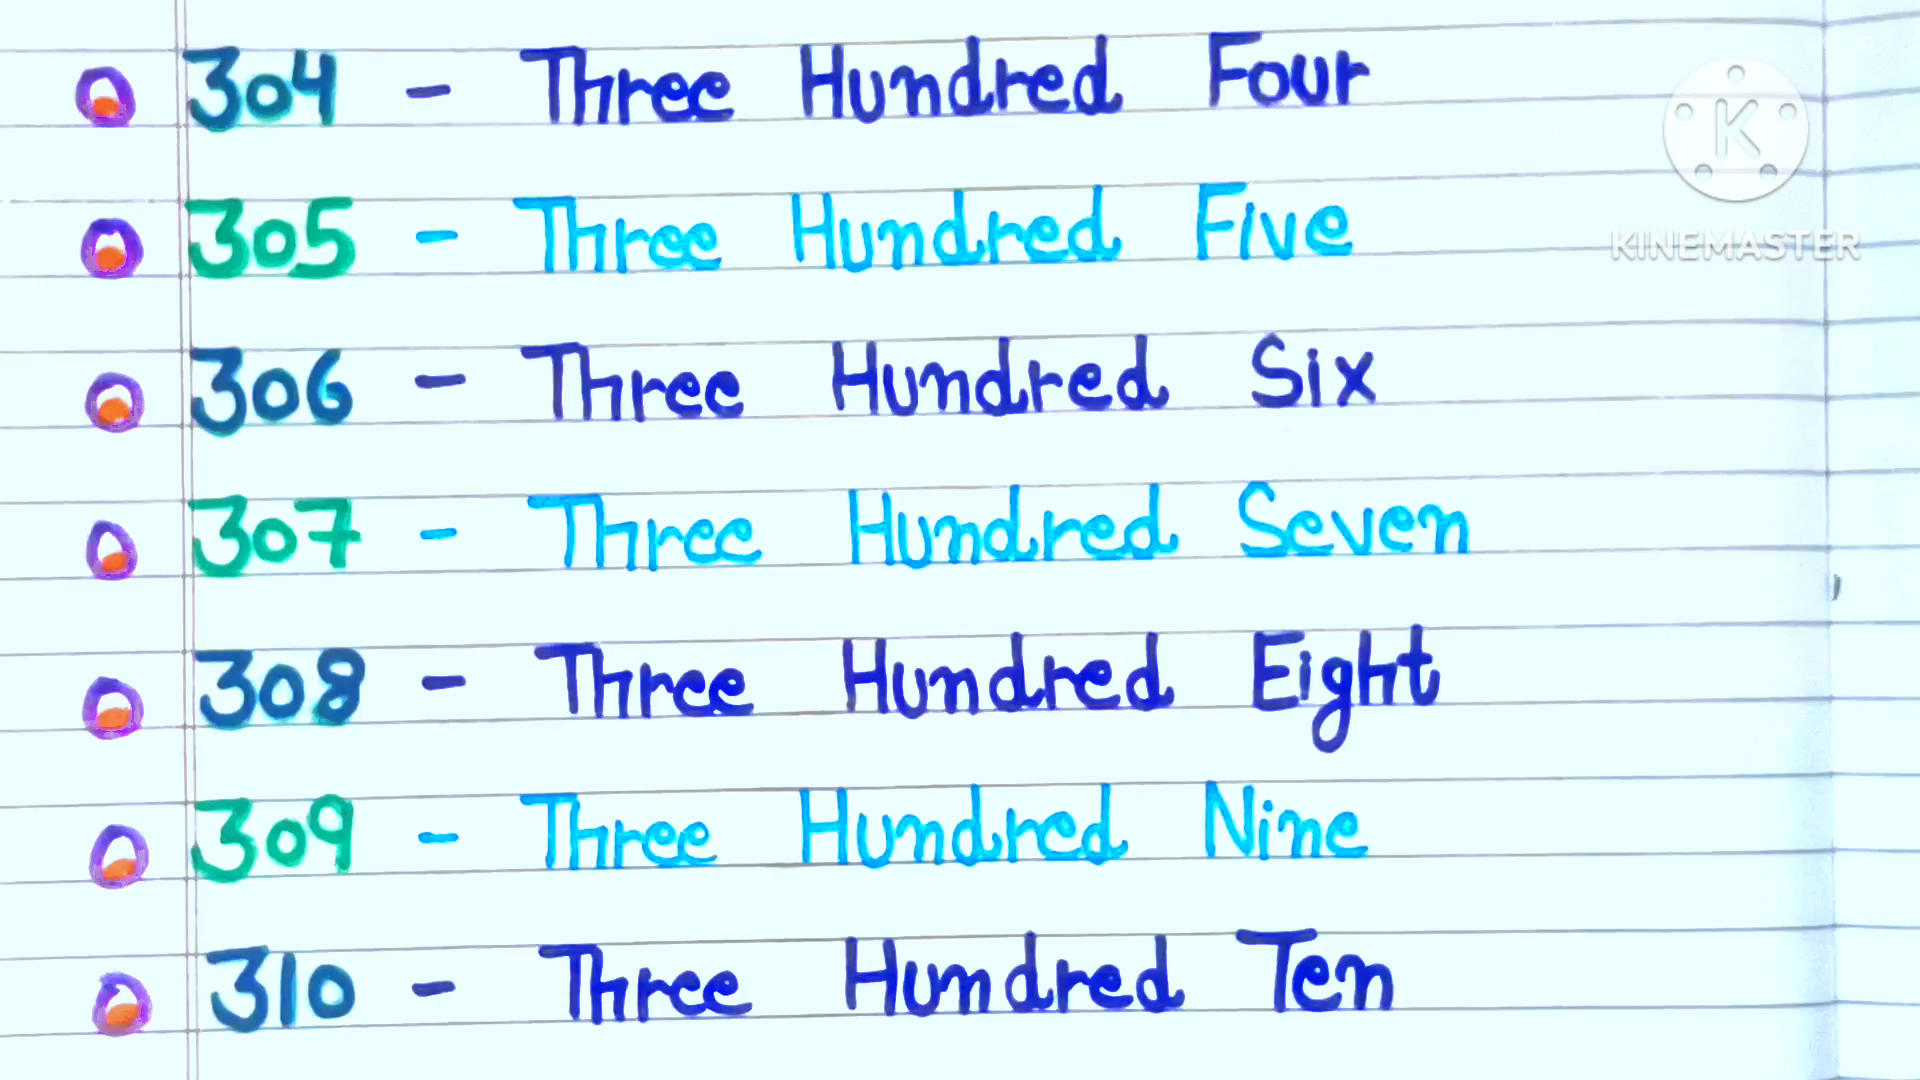 304 - Three Hundred Four
305 - Three Hundred Five
306 - Three Hundred Six
307 - Three Hundred Seven
308 - Three Hundred Eight
309 - Three Hundred Nine
310 - Three Hundred Ten
K
KINEMASTER